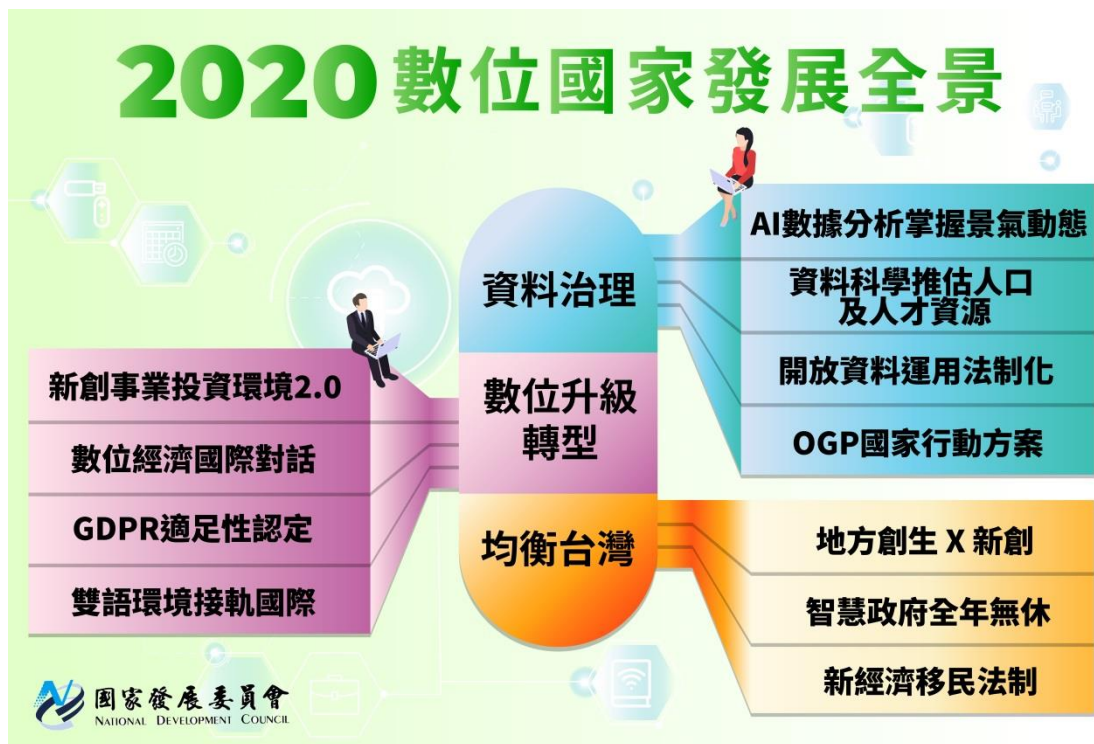 2020數位國家發展全景
資料治理
AI數據分析掌握景氣動態
資料科學推估人口
及人才資源
開放資料運用法制化
OGP國家行動方案
數位升級
轉型
新創事業投資環境2.0
數位經濟國際對話
GDPR適足性認定
雙語環境接軌國際
均衡台灣
地方創生 X 新創
智慧政府全年無休
新經濟移民法制
國家發展委員會
NATIONAL DEVELOPMENT COUNCIL